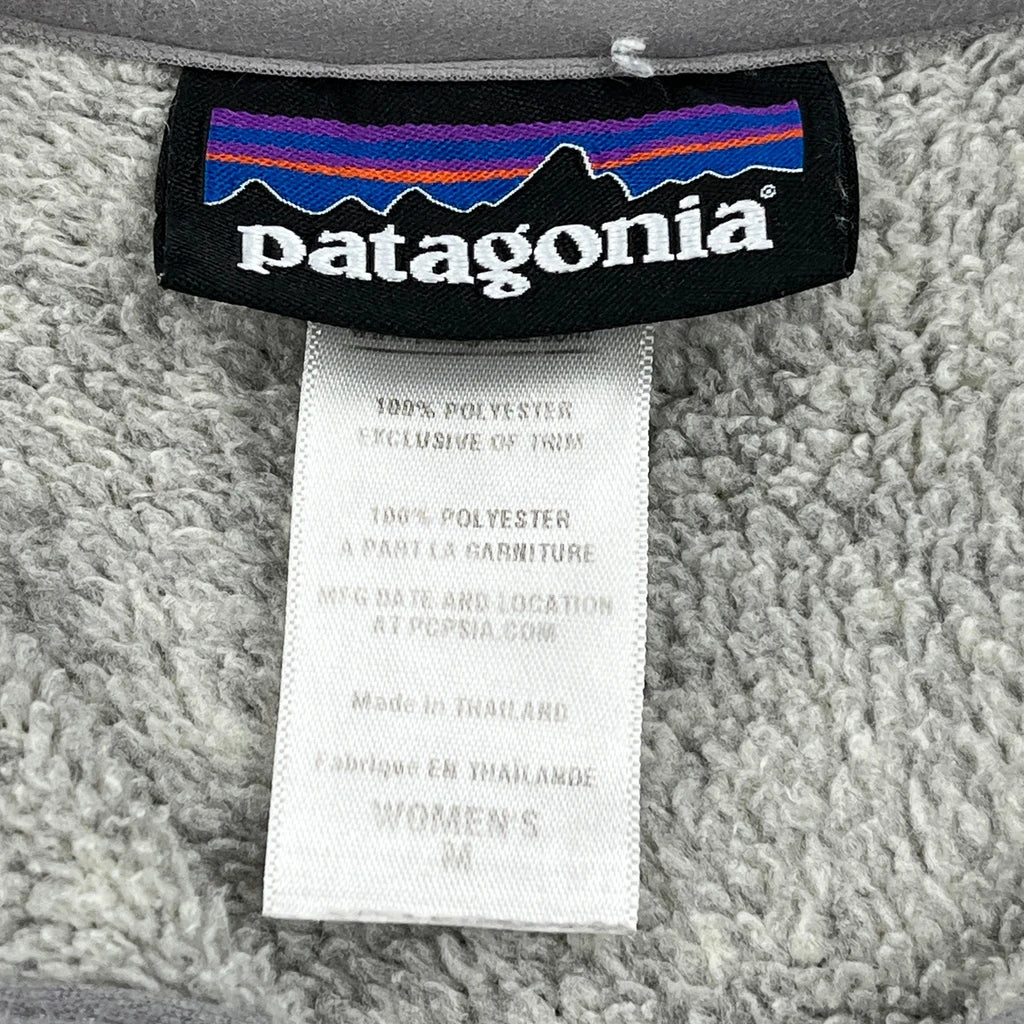 patagonia®
100% POLYESTER
EXCLUSIVE OF TRIM
100% POLYESTER
A PART LA GARNITURE
MFG DATE AND LOCATION
AT PCPSIA.COM
Made in THAILAND
Fabriqué EN THAÏLANDE
WOMEN'S
M